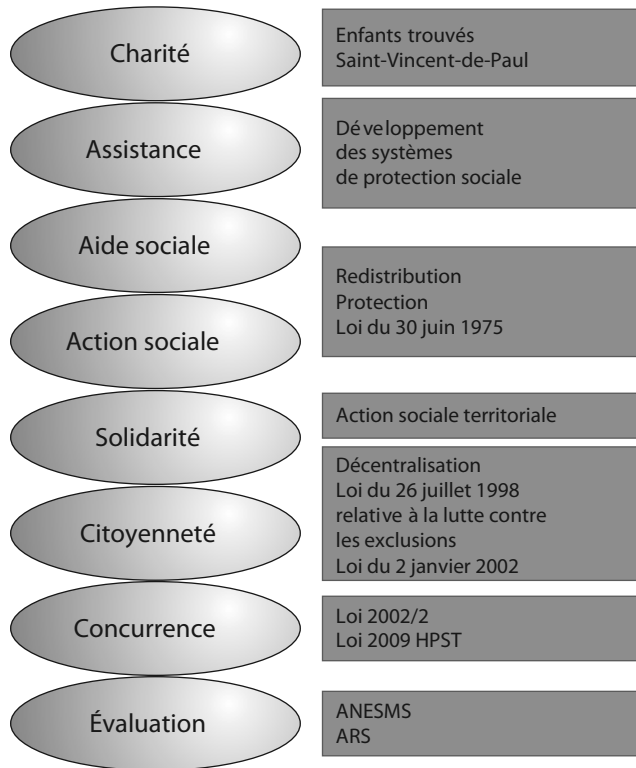 Charité
Enfants trouvés
Saint-Vincent-de-Paul
Assistance
Développement
des systèmes
de protection sociale
Aide sociale
Action sociale
Redistribution
Protection
Loi du 30 juin 1975
Solidarité
Action sociale territoriale
Citoyenneté
Décentralisation
Loi du 26 juillet 1998
relative à la lutte contre
les exclusions
Loi du 2 janvier 2002
Concurrence
Loi 2002/2
Loi 2009 HPST
Évaluation
ANESMS
ARS